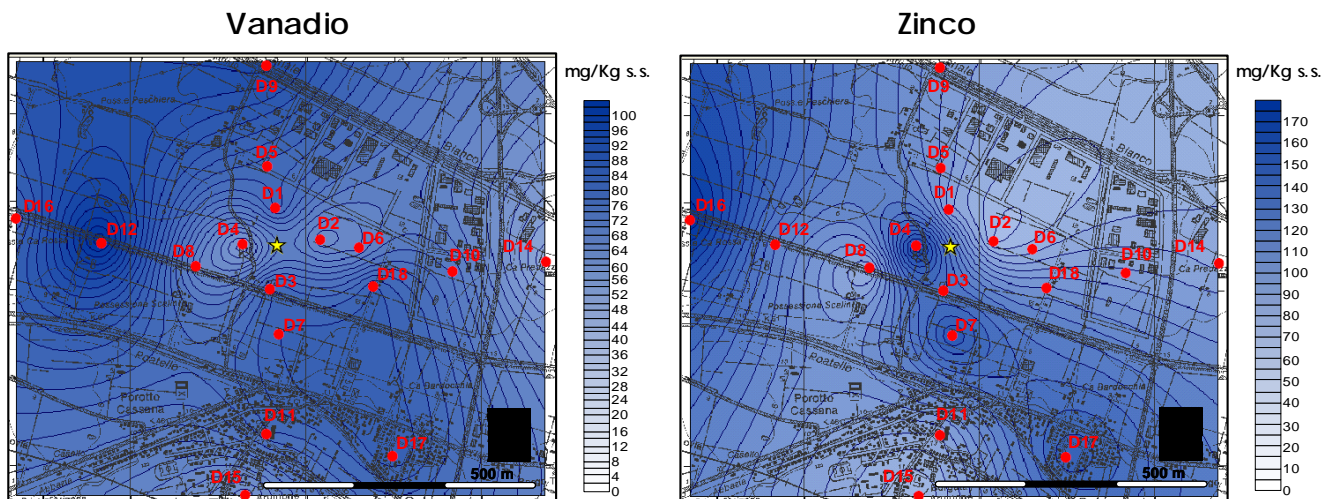 Vanadio
Zinco
mg/Kg s.s.
100
96
92
88
84
80
76
72
68
64
60
56
52
48
44
40
36
32
28
24
20
16
12
8
4
0
D9
D5
D1
D16
D12
D4
D2
D6
D8
D14
D10
D18
D3
D7
D11
D17
D15
Bianco
Poatello
Porotto
Cassana
500 m
mg/Kg s.s.
170
160
150
140
130
120
110
100
90
80
70
60
50
40
30
20
10
0
D9
D5
D1
D16
D12
D4
D2
D6
D8
D14
D10
D18
D3
D7
D11
D17
D15
Bianco
Poatello
Porotto
Cassana
500 m